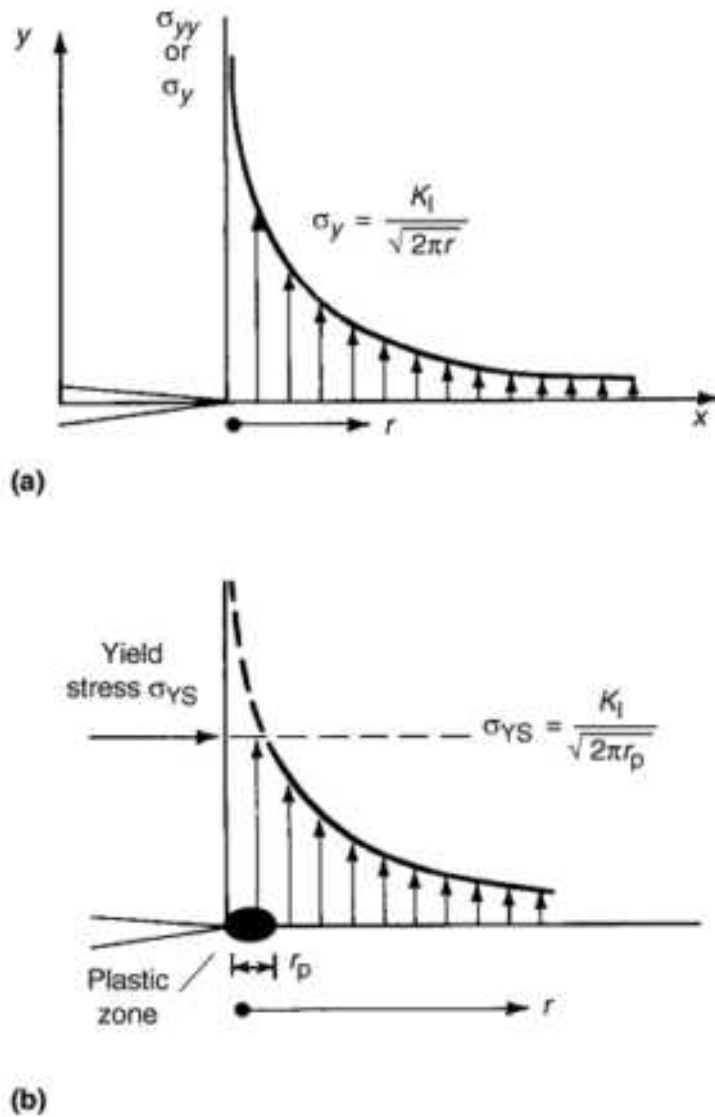 y
σyy
or
σy
σy = KI / √2πr
r
x
(a)
Yield
stress σYS
σYS = KI / √2πrp
rp
Plastic
zone
r
(b)